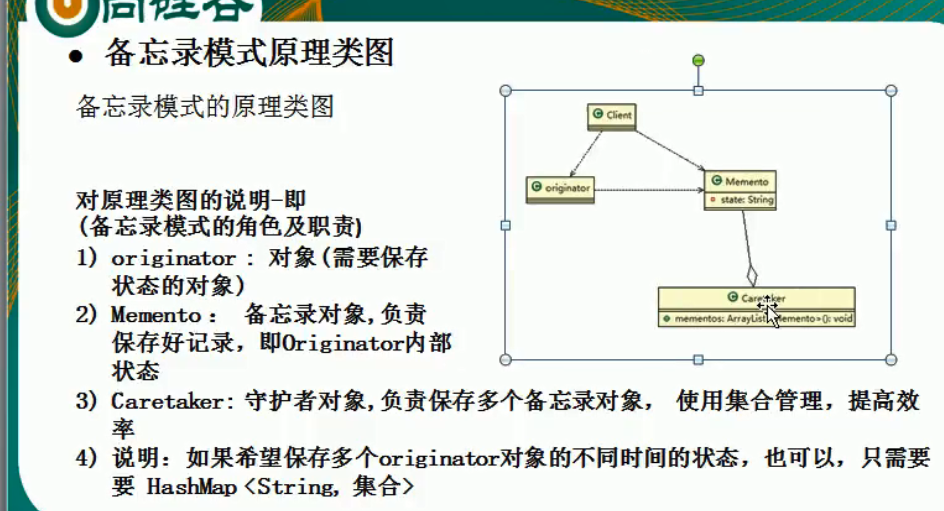 尚硅谷
● 备忘录模式原理类图
备忘录模式的原理类图
对原理类图的说明-即
(备忘录模式的角色及职责)
1) originator : 对象(需要保存
状态的对象)
2) Memento : 备忘录对象,负责
保存好记录，即Originator内部
状态
3) Caretaker: 守护者对象,负责保存多个备忘录对象， 使用集合管理，提高效
率
4) 说明：如果希望保存多个originator对象的不同时间的状态，也可以，只需要
要 HashMap <String, 集合>
C Client
C originator
C Memento
state: String
C Caretaker
mementos: ArrayList<Memento>(): void